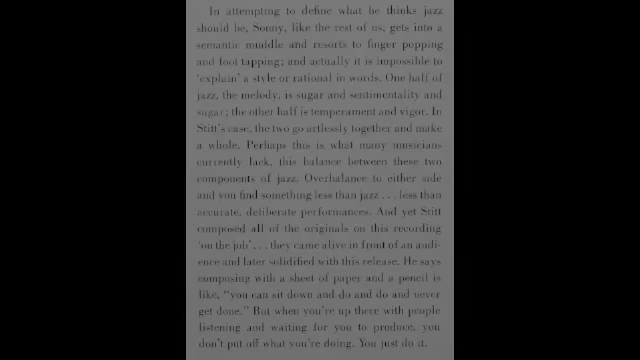 In attempting to define what he thinks jazz
should be, Sonny, like the rest of us, gets into a
semantic muddle and resorts to finger popping
and foot tapping; and actually it is impossible to
'explain' a style or rational in words. One half of
jazz, the melody, is sugar and sentimentality and
sugar; the other half is temperament and vigor. In
Stitt's case, the two go artlessly together and make
a whole. Perhaps this is what many musicians
currently lack, this balance between these two
components of jazz. Overbalance to either side
and you find something less than jazz . . . less than
accurate, deliberate performances. And yet Stitt
composed all of the originals on this recording
'on the job' . . . they came alive in front of an audi-
ence and later solidified with this release. He says
composing with a sheet of paper and a pencil is
like, "you can sit down and do and do and never
get done." But when you're up there with people
listening and waiting for you to produce, you
don't put off what you're doing. You just do it.